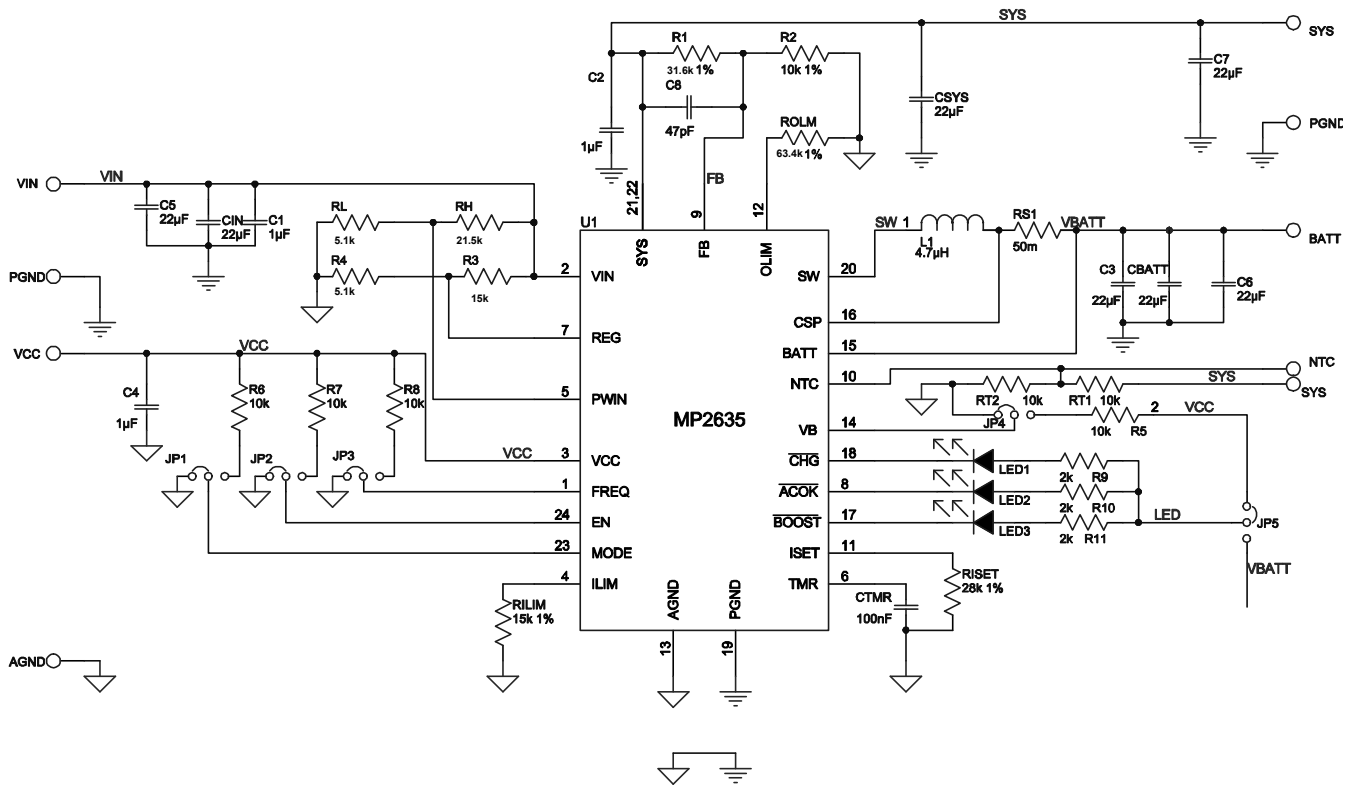 SYS
SYS
R1
31.6k 1%
R2
10k 1%
C2
C8
47pF
1µF
ROLM
63.4k 1%
CSYS
22µF
C7
22µF
PGND
VIN
VIN
C5
22µF
CIN
22µF
C1
1µF
21,22
9
FB
12
RL
5.1k
RH
21.5k
R4
5.1k
R3
15k
PGND
U1
SYS
FB
OLIM
SW 1
L1
4.7µH
RS1
50m
VBATT
BATT
2
VIN
SW
20
C3
22µF
CBATT
22µF
C6
22µF
CSP
16
7
REG
BATT
15
VCC
VCC
NTC
10
NTC
SYS
SYS
RT2
10k
RT1
10k
C4
1µF
R6
10k
R7
10k
R8
10k
5
PWIN
MP2635
JP4
2
VCC
10k
R5
VB
14
JP1
JP2
JP3
VCC
3
VCC
CHG
18
LED1
2k
R9
1
FREQ
ACOK
8
LED2
2k
R10
24
EN
BOOST
17
LED3
2k
R11
LED
JP5
23
MODE
ISET
11
VBATT
4
ILIM
TMR
6
RILIM
15k 1%
AGND
PGND
CTMR
100nF
RISET
28k 1%
13
19
AGND